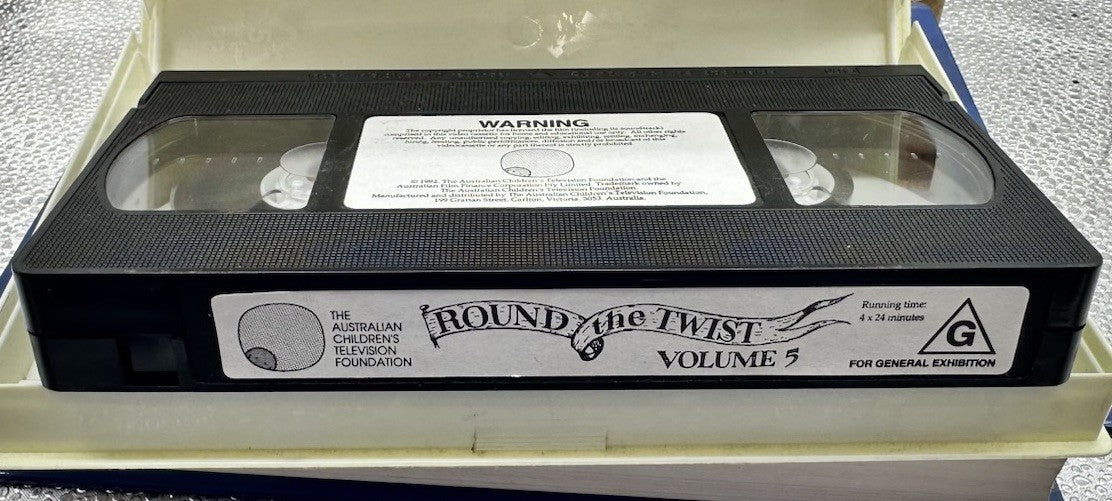 WARNING
The copyright proprietor has licensed the film (including its soundtrack)
comprised in this video cassette for home and educational use only. All other rights
reserved. Any unauthorised copying, editing, exhibiting, renting, exchanging,
hiring, lending, public performances, diffusion and/or broadcast of this
videocassette or any part thereof is strictly prohibited
© 1992. The Australian Children's Television Foundation and the
Australian Film Finance Corporation Pty Limited. Trademark owned by
The Australian Children's Television Foundation.
Manufactured and distributed by The Australian Children's Television Foundation,
199 Grattan Street, Carlton, Victoria, 3053. Australia.
THE
AUSTRALIAN
CHILDREN'S
TELEVISION
FOUNDATION
ROUND the TWIST
VOLUME 5
Running time:
4 x 24 minutes
G
FOR GENERAL EXHIBITION